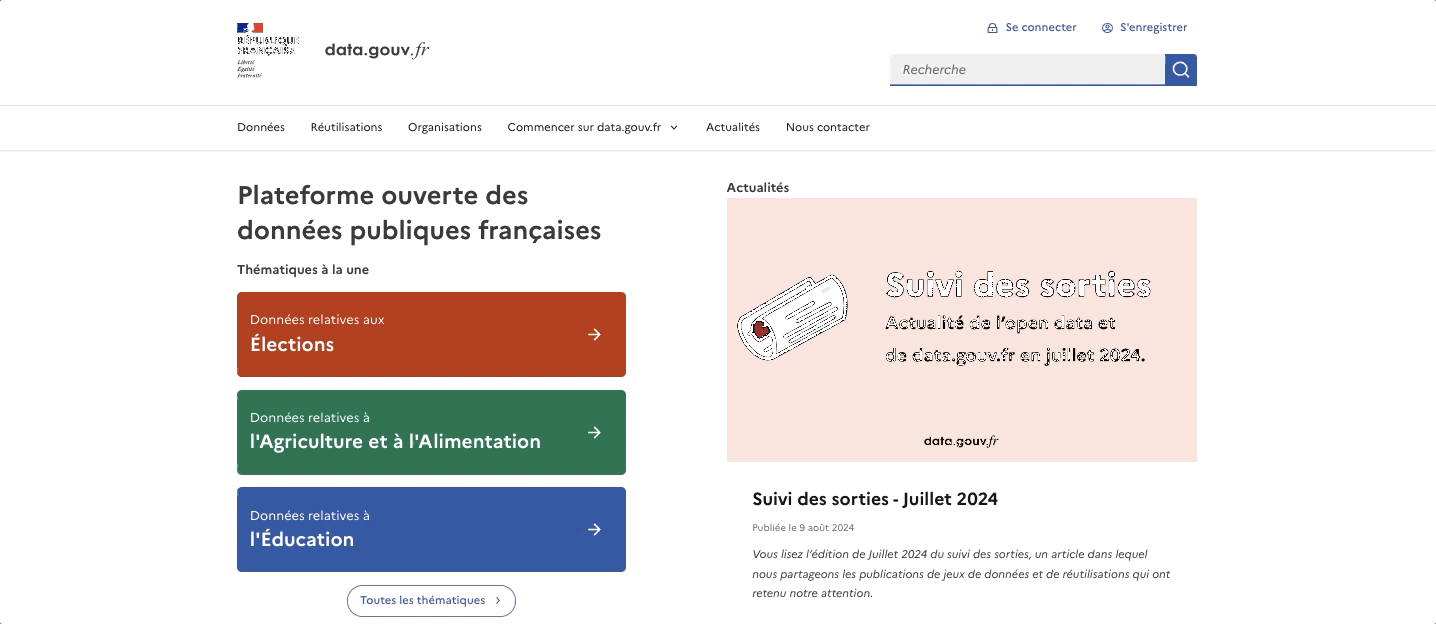 RÉPUBLIQUE
FRANÇAISE
Liberté
Égalité
Fraternité
data.gouv.fr
Se connecter
S'enregistrer
Recherche
Données
Réutilisations
Organisations
Commencer sur data.gouv.fr
Actualités
Nous contacter
Plateforme ouverte des
données publiques françaises
Thématiques à la une
Données relatives aux
Élections
Données relatives à
l'Agriculture et à l'Alimentation
Données relatives à
l'Éducation
Toutes les thématiques
Actualités
Suivi des sorties
Actualité de l'open data et
de data.gouv.fr en juillet 2024.
data.gouv.fr
Suivi des sorties - Juillet 2024
Publiée le 9 août 2024
Vous lisez l’édition de Juillet 2024 du suivi des sorties, un article dans lequel
nous partageons les publications de jeux de données et de réutilisations qui ont
retenu notre attention.